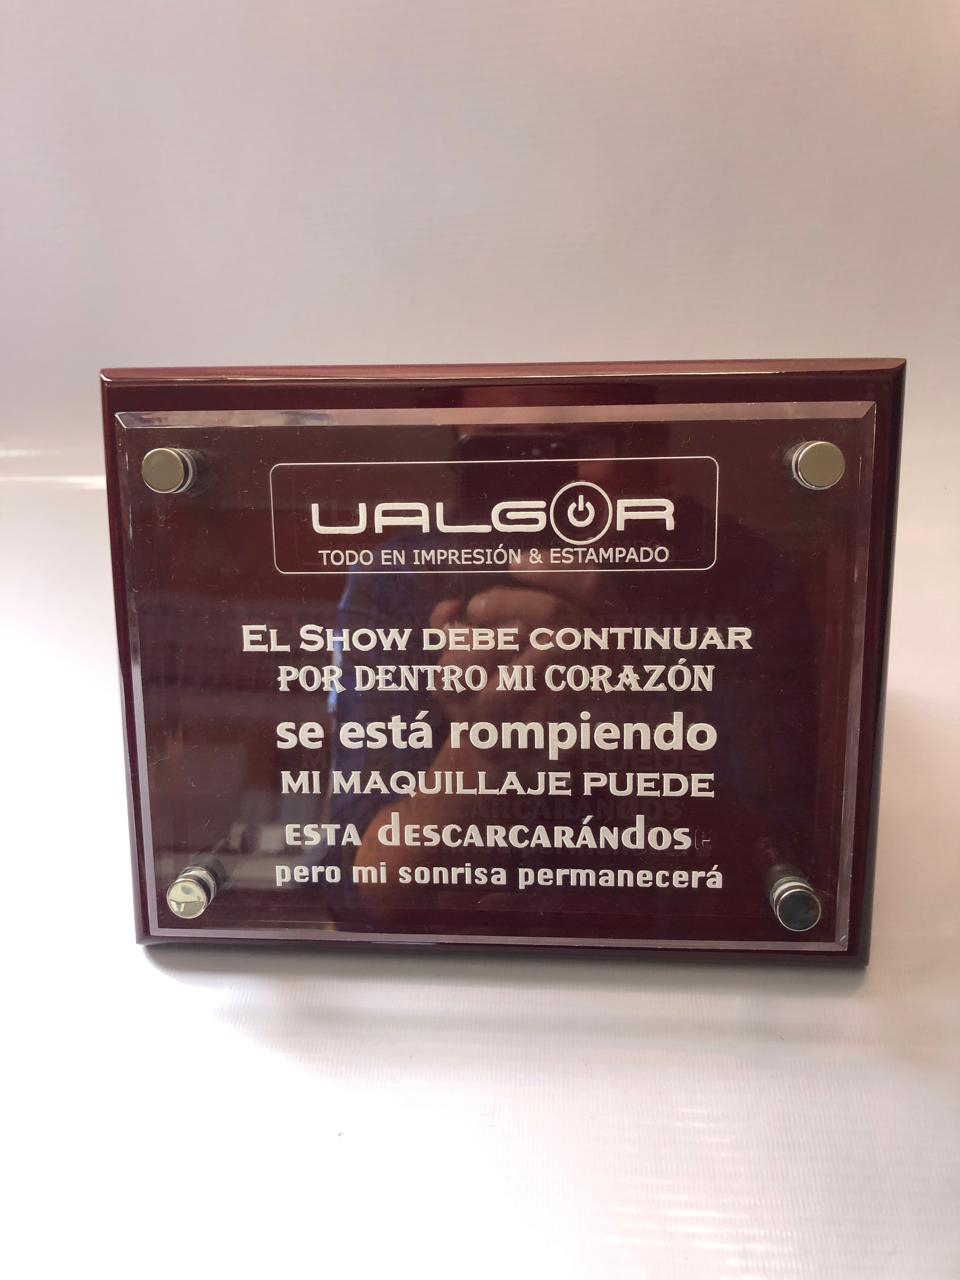 UALGOR
TODO EN IMPRESIÓN & ESTAMPADO
EL SHOW DEBE CONTINUAR
POR DENTRO MI CORAZÓN
se está rompiendo
MI MAQUILLAJE PUEDE
ESTA dESCARCARÁNdOSE
pero mi sonrisa permanecerá